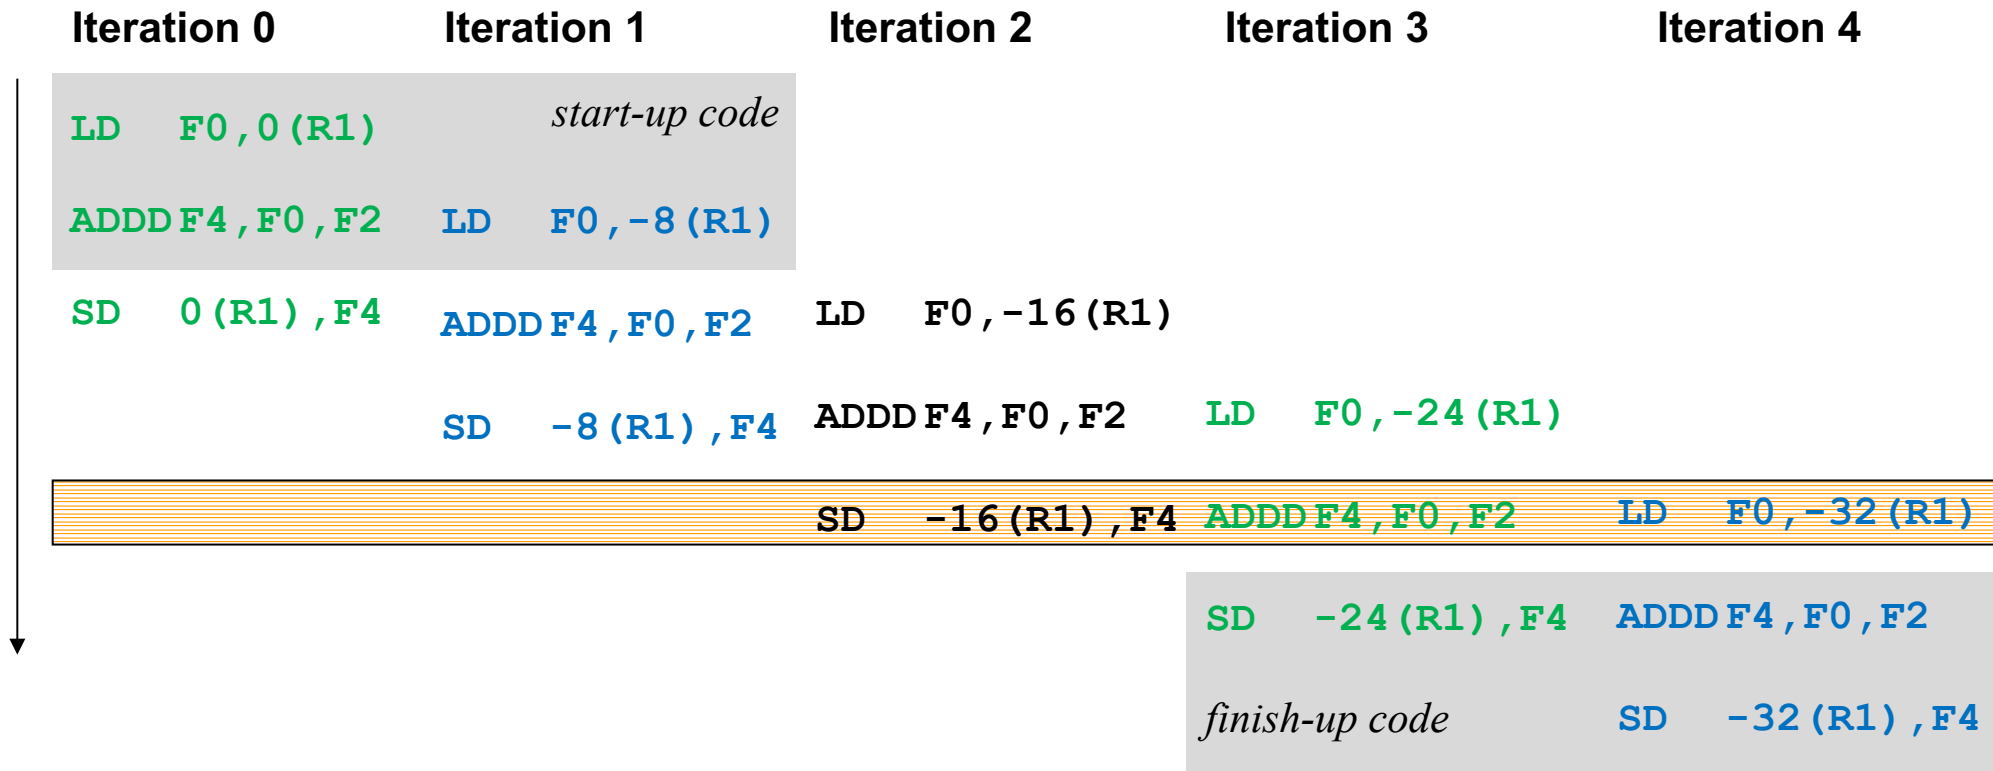 Iteration 0 Iteration 1 Iteration 2 Iteration 3 Iteration 4
LD F0,0(R1) start-up code
ADDD F4,F0,F2 LD F0,-8(R1)
SD 0(R1),F4 ADDD F4,F0,F2 LD F0,-16(R1)
SD -8(R1),F4 ADDD F4,F0,F2 LD F0,-24(R1)
SD -16(R1),F4 ADDD F4,F0,F2 LD F0,-32(R1)
SD -24(R1),F4 ADDD F4,F0,F2
finish-up code SD -32(R1),F4